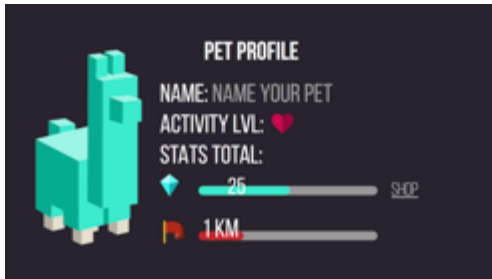 PET PROFILE
NAME: NAME YOUR PET
ACTIVITY LVL:
STATS TOTAL:
25 SHOP
1 KM